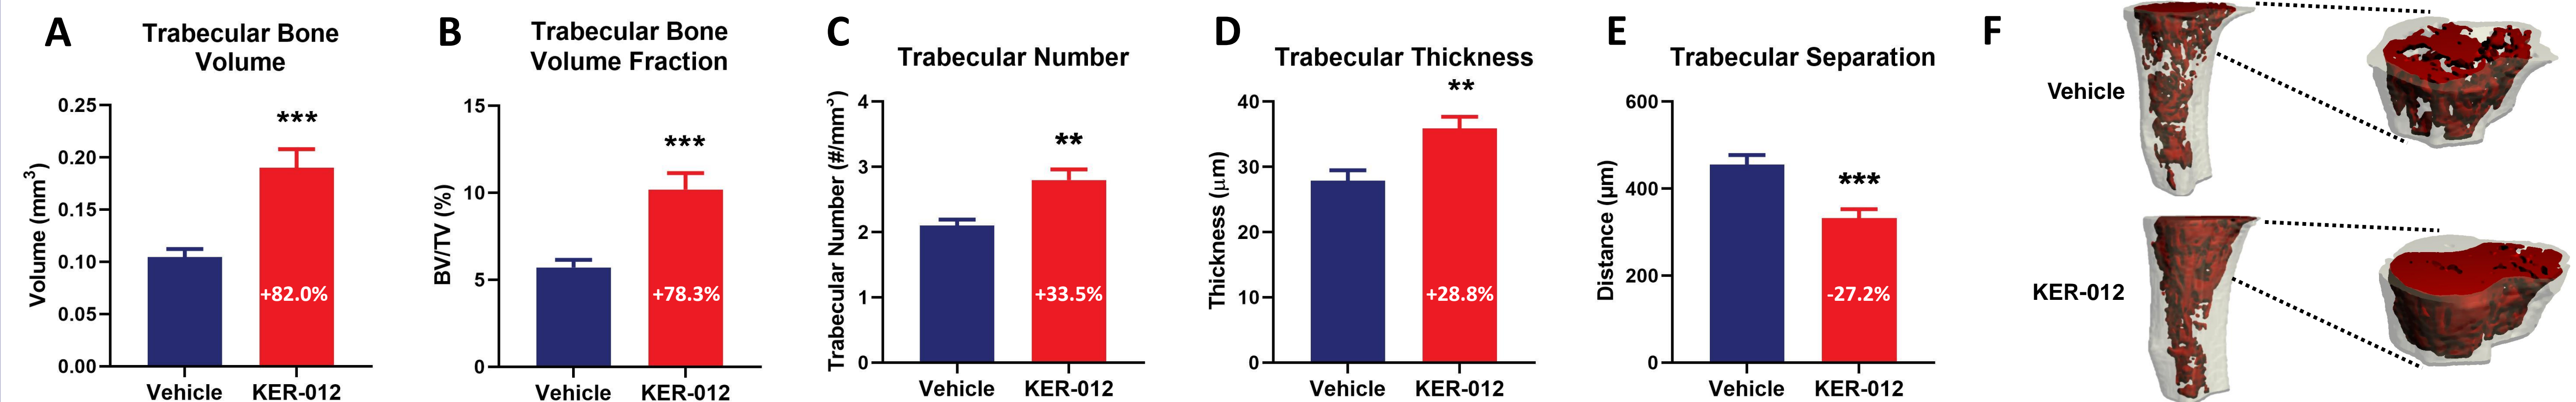 A
Trabecular Bone
Volume
Volume (mm³)
0.25
0.20
0.15
0.10
0.05
0.00
***
+82.0%
Vehicle
KER-012
B
Trabecular Bone
Volume Fraction
BV/TV (%)
15
10
5
0
***
+78.3%
Vehicle
KER-012
C
Trabecular Number
Trabecular Number (#/mm³)
4
3
2
1
0
**
+33.5%
Vehicle
KER-012
D
Trabecular Thickness
Thickness (μm)
40
30
20
10
0
**
+28.8%
Vehicle
KER-012
E
Trabecular Separation
Distance (μm)
600
400
200
0
***
-27.2%
Vehicle
KER-012
F
Vehicle
KER-012